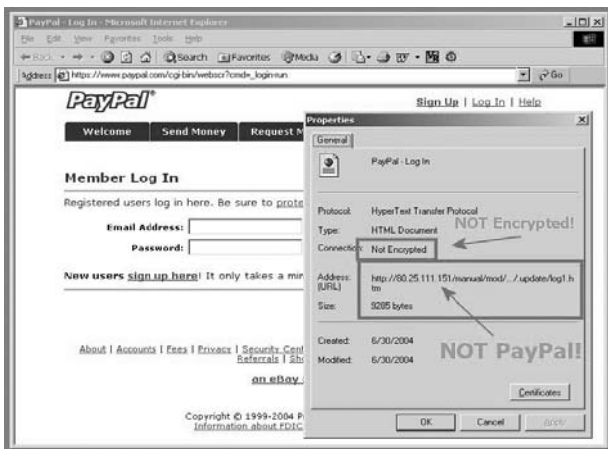 PayPal - Log In - Microsoft Internet Explorer
File Edit View Favorites Tools Help
Back Search Favorites Media
Address https://www.paypal.com/cgi-bin/webscr?cmd=_login-run Go
PayPal®
Sign Up | Log In | Help
Welcome Send Money Request M
Member Log In
Registered users log in here. Be sure to prote
Email Address:
Password:
New users sign up here! It only takes a min
About | Accounts | Fees | Privacy | Security Cent
Referrals | Sho
an eBay
Copyright © 1999-2004 P
Information about FDIC
Properties
General
PayPal - Log In
Protocol: HyperText Transfer Protocol
Type: HTML Document
NOT Encrypted!
Connection: Not Encrypted
Address: (URL) http://80.25.111.151/manual/mod/.../.update/log1.h
tm
Size: 9285 bytes
Created: 6/30/2004
Modified: 6/30/2004
NOT PayPal!
Certificates
OK Cancel Apply